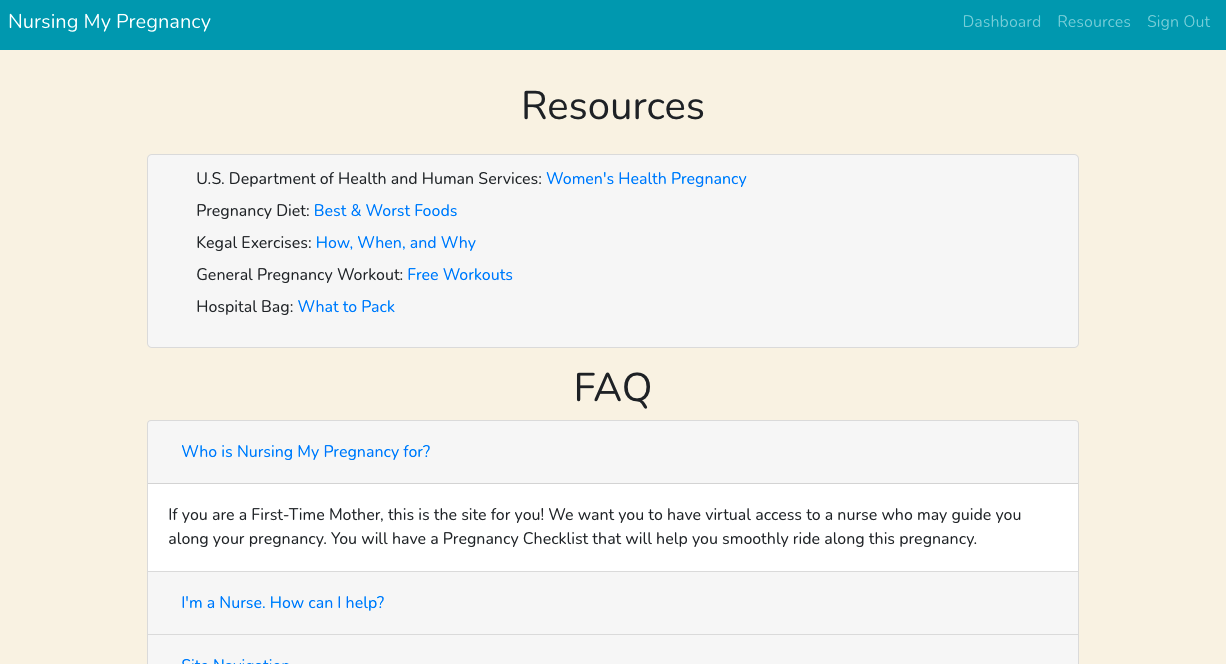 Nursing My Pregnancy
Dashboard Resources Sign Out
Resources
U.S. Department of Health and Human Services: Women's Health Pregnancy
Pregnancy Diet: Best & Worst Foods
Kegal Exercises: How, When, and Why
General Pregnancy Workout: Free Workouts
Hospital Bag: What to Pack
FAQ
Who is Nursing My Pregnancy for?
If you are a First-Time Mother, this is the site for you! We want you to have virtual access to a nurse who may guide you
along your pregnancy. You will have a Pregnancy Checklist that will help you smoothly ride along this pregnancy.
I'm a Nurse. How can I help?
Site Navigation